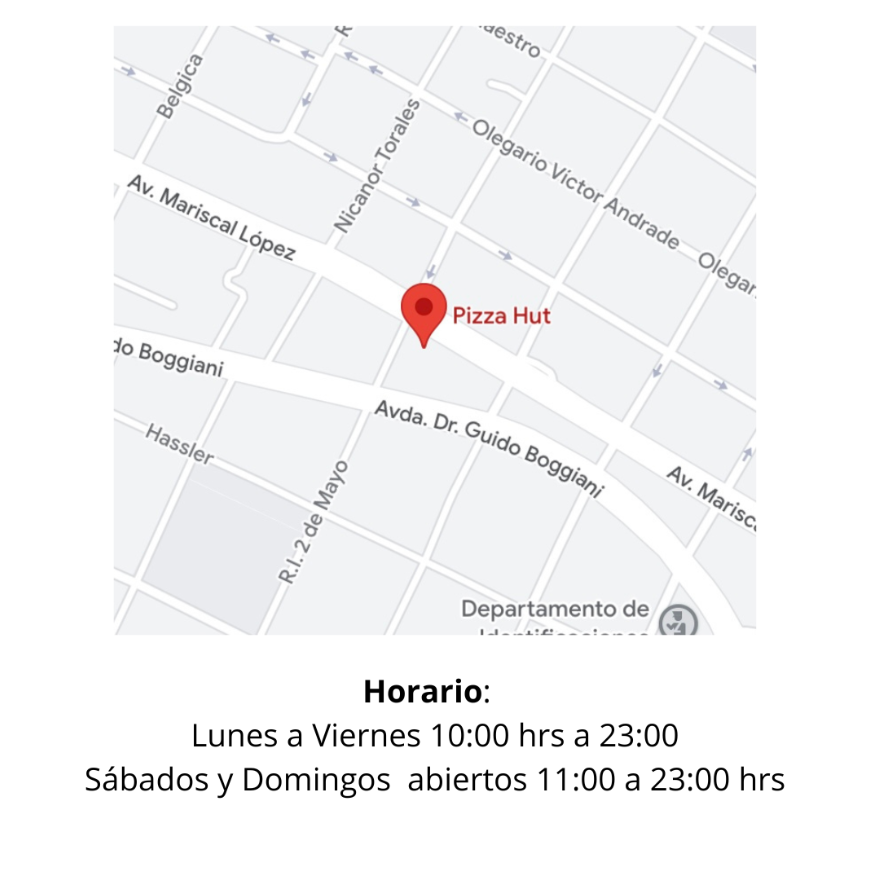 aestro
Belgica
Nicanor Torales
Olegario Victor Andrade
Olegar
Av. Mariscal López
Pizza Hut
do Boggiani
Avda. Dr. Guido Boggiani
Hassler
R.I. 2 de Mayo
Av. Marisc
Departamento de
Horario:
Lunes a Viernes 10:00 hrs a 23:00
Sábados y Domingos abiertos 11:00 a 23:00 hrs